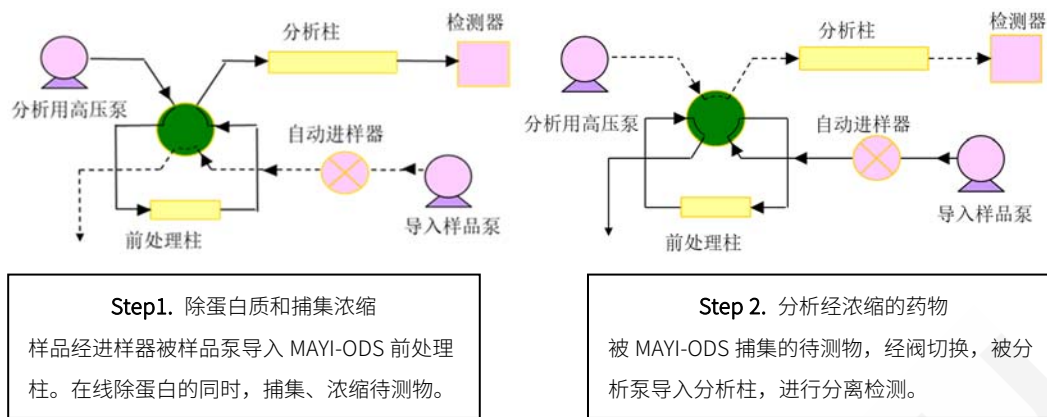 分析柱
检测器
分析用高压泵
自动进样器
导入样品泵
前处理柱
分析柱
检测器
分析用高压泵
自动进样器
导入样品泵
前处理柱
Step1. 除蛋白质和捕集浓缩
样品经进样器被样品泵导入 MAYI-ODS 前处理
柱。在线除蛋白的同时，捕集、浓缩待测物。
Step 2. 分析经浓缩的药物
被 MAYI-ODS 捕集的待测物，经阀切换，被分
析泵导入分析柱，进行分离检测。